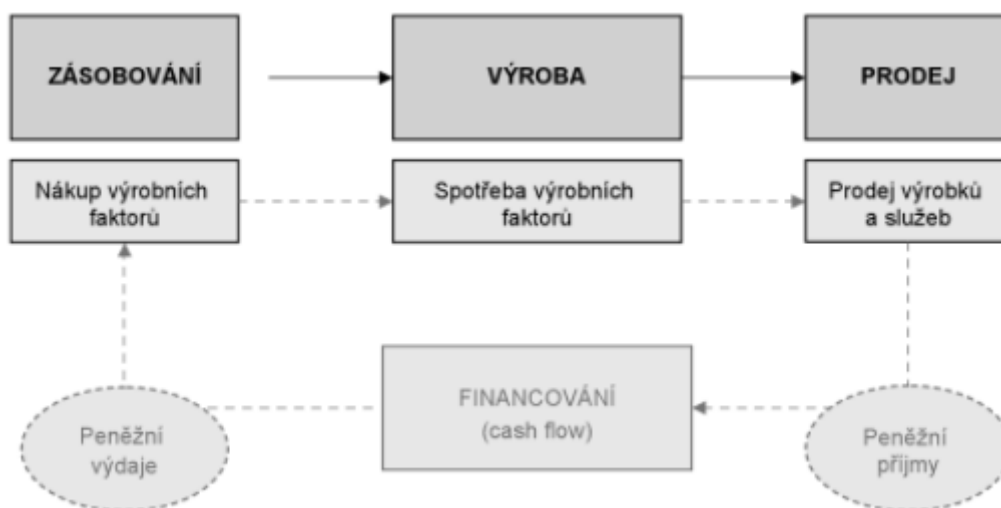 ZÁSOBOVÁNÍ
VÝROBA
PRODEJ
Nákup výrobních
faktorů
Spotřeba výrobních
faktorů
Prodej výrobků
a služeb
FINANCOVÁNÍ
(cash flow)
Peněžní
výdaje
Peněžní
příjmy